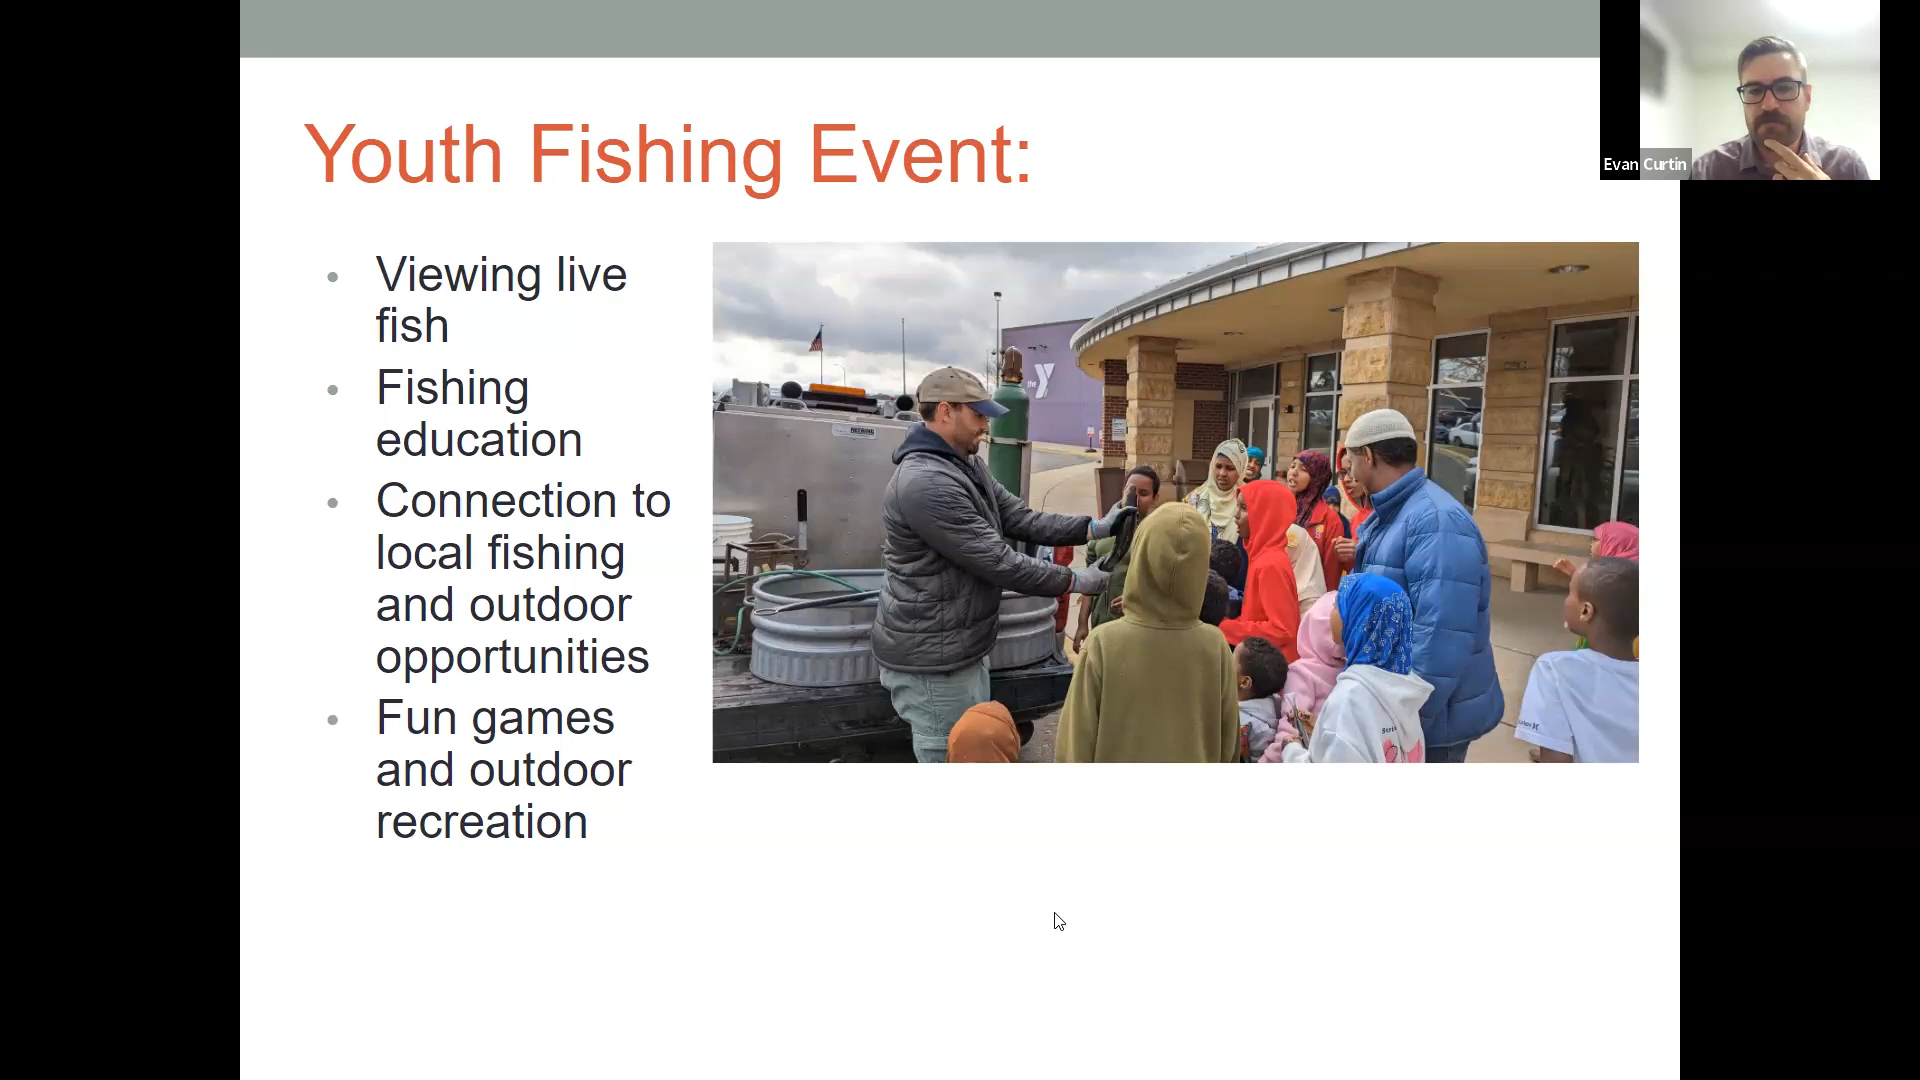 Youth Fishing Event:
Evan Curtin
• Viewing live
fish
• Fishing
education
• Connection to
local fishing
and outdoor
opportunities
• Fun games
and outdoor
recreation
the Y